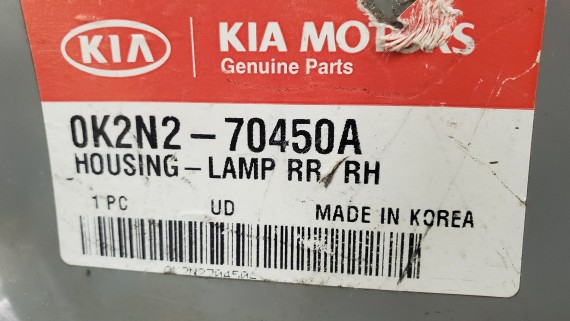 KIA
KIA MOTORS
Genuine Parts
0K2N2-70450A
HOUSING-LAMP RR, RH
1 PC UD MADE IN KOREA